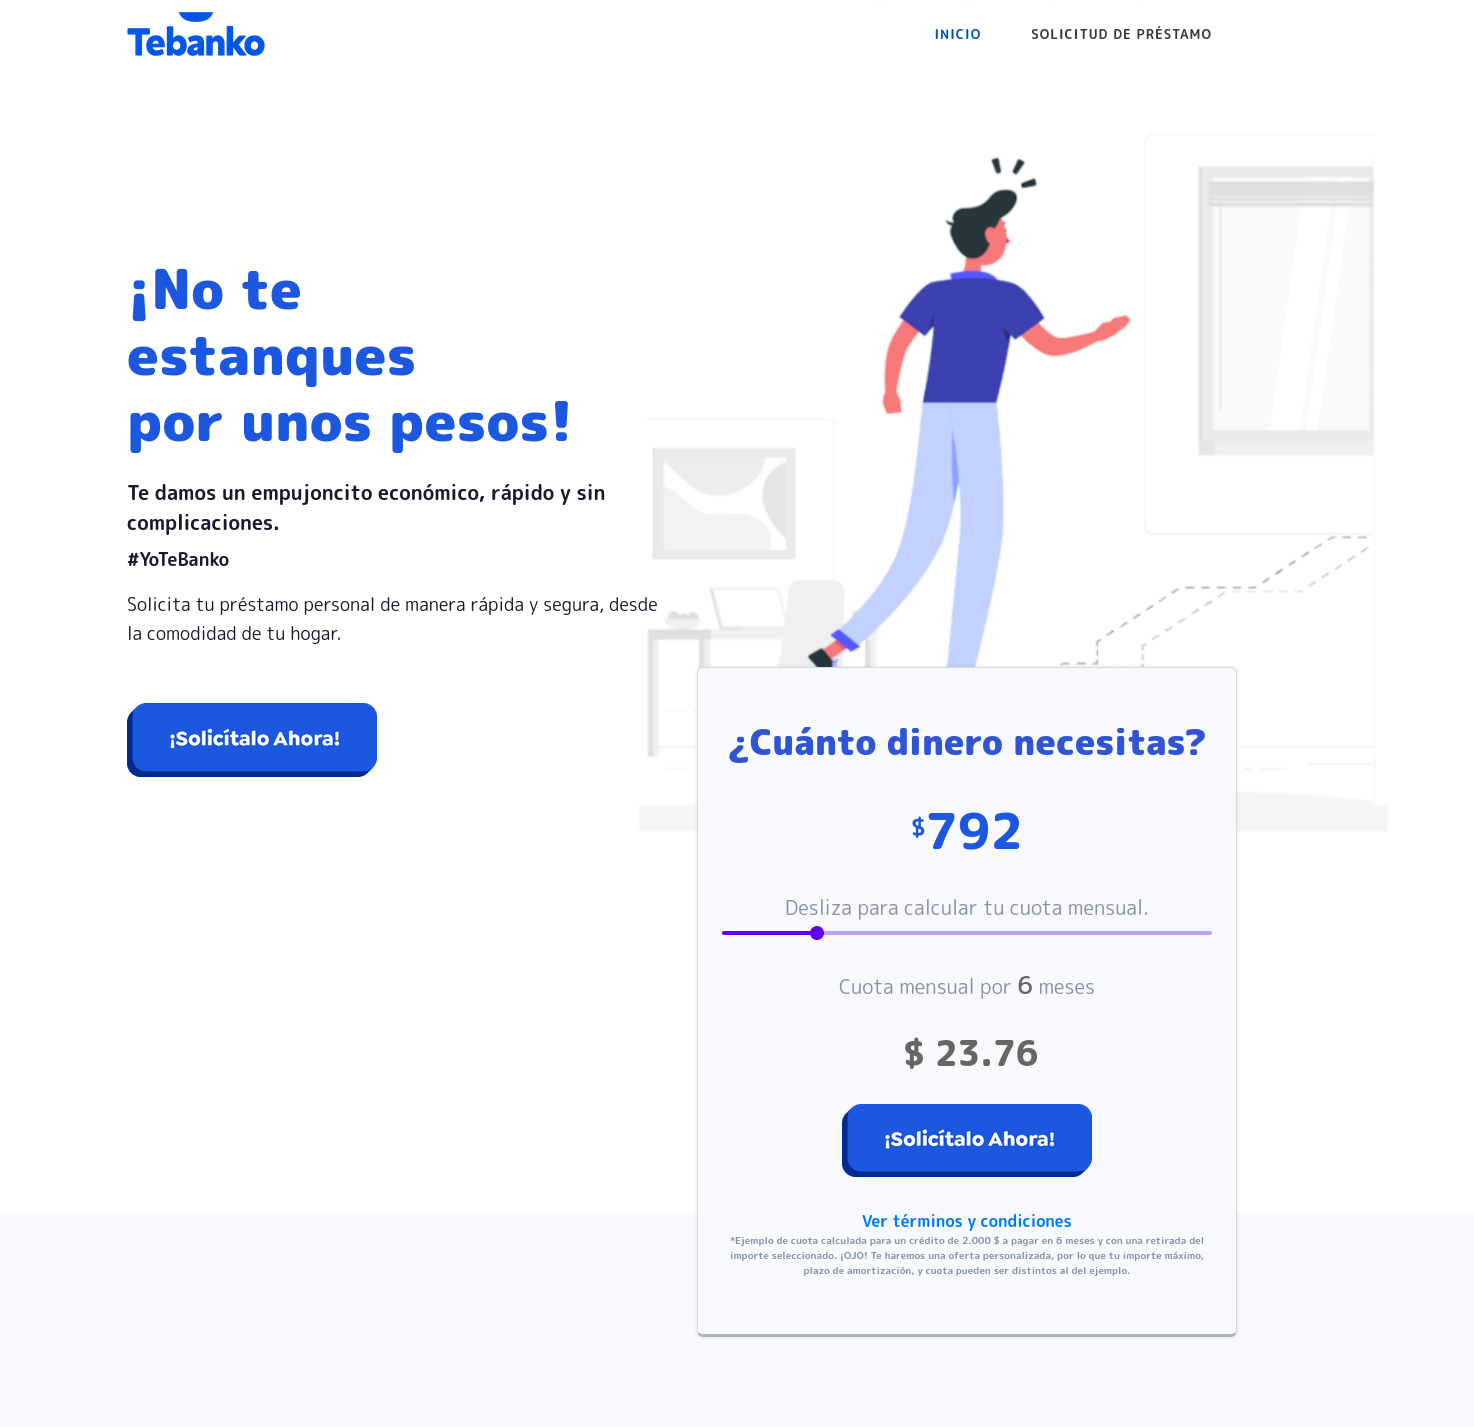 Tebanko
INICIO
SOLICITUD DE PRÉSTAMO
¡No te
estanques
por unos pesos!
Te damos un empujoncito económico, rápido y sin
complicaciones.
#YoTeBanko
Solicita tu préstamo personal de manera rápida y segura, desde
la comodidad de tu hogar.
¡Solicítalo Ahora!
¿Cuánto dinero necesitas?
$792
Desliza para calcular tu cuota mensual.
Cuota mensual por 6 meses
$ 23.76
¡Solicítalo Ahora!
Ver términos y condiciones
*Ejemplo de cuota calculada para un crédito de 2.000 $ a pagar en 6 meses y con una retirada del
importe seleccionado. ¡OJO! Te haremos una oferta personalizada, por lo que tu importe máximo,
plazo de amortización, y cuota pueden ser distintos al del ejemplo.